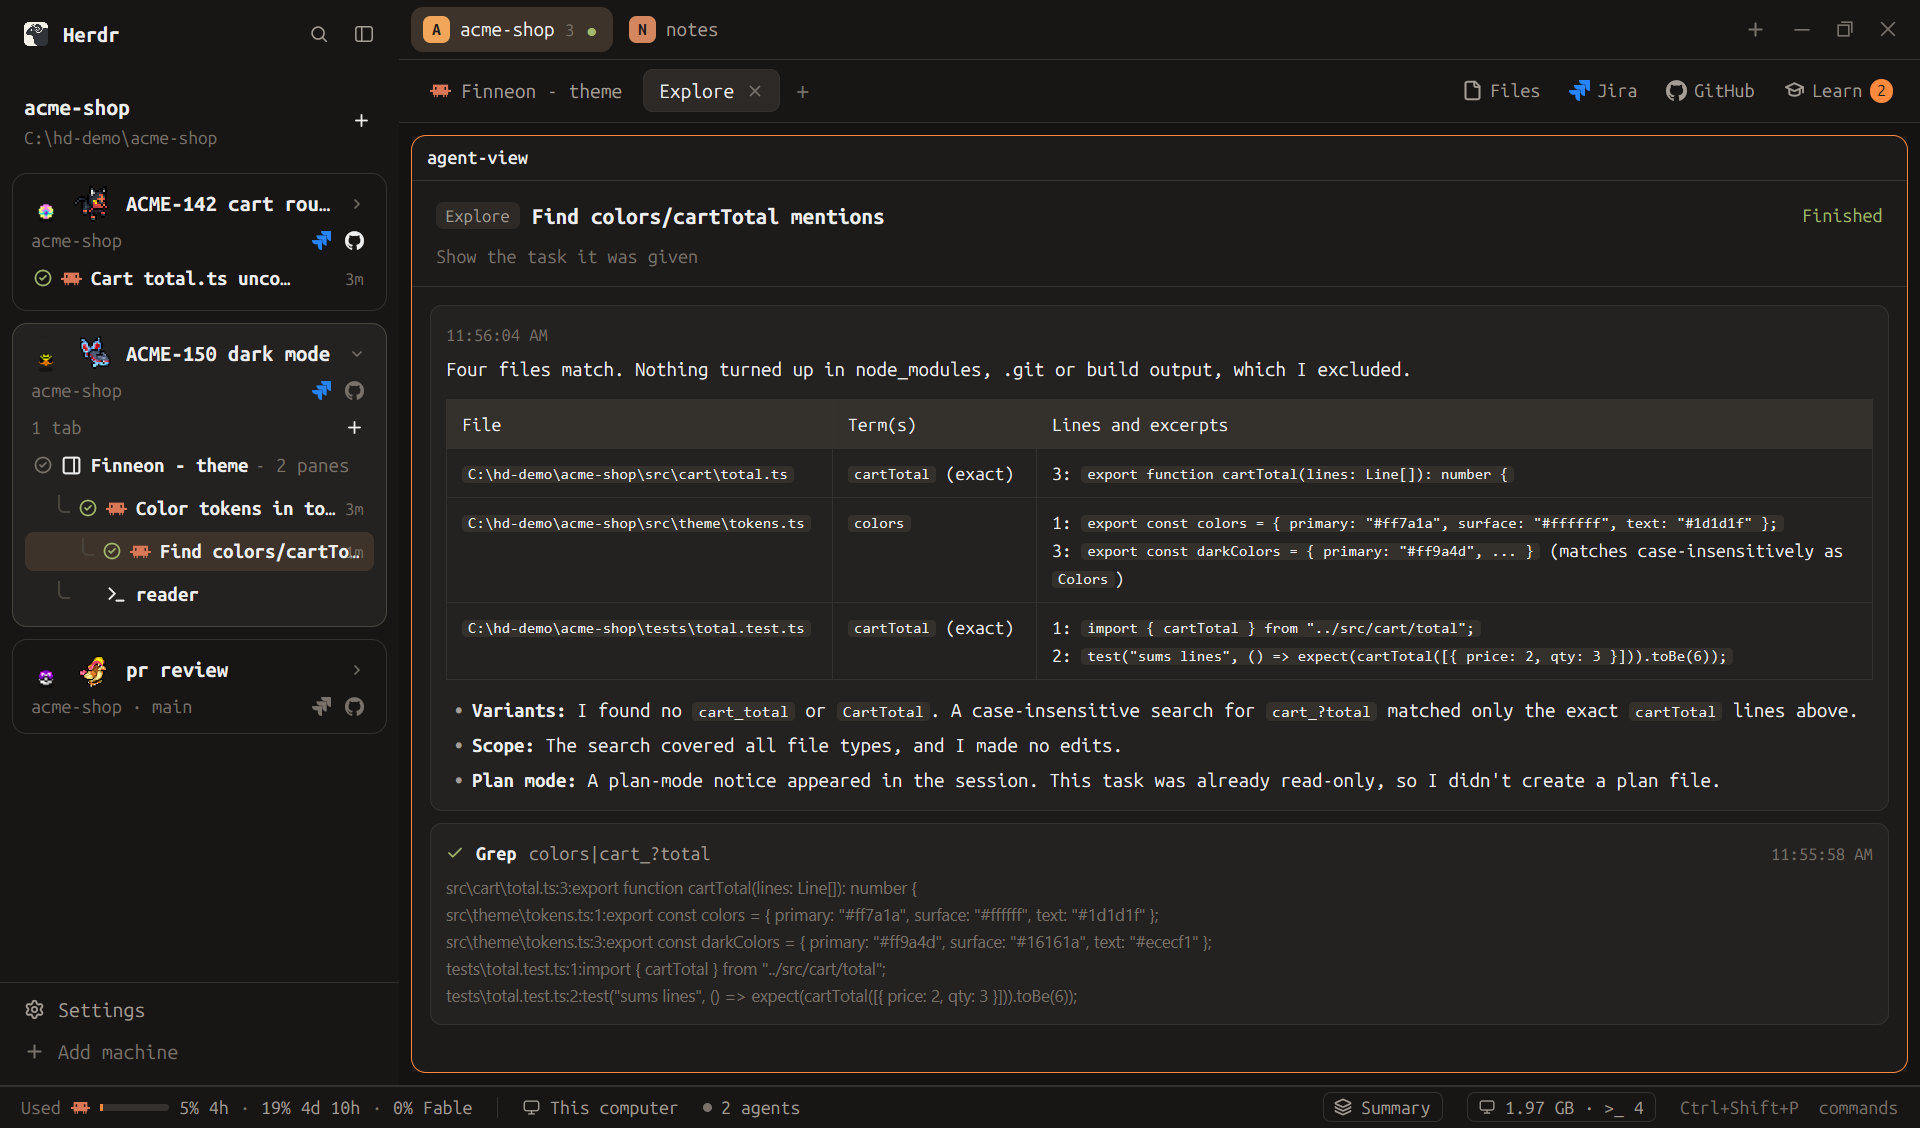 Herdr
acme-shop
C:\hd-demo\acme-shop
ACME-142 cart rou…
acme-shop
Cart total.ts unco… 3m
ACME-150 dark mode
acme-shop
1 tab
Finneon - theme - 2 panes
Color tokens in to… 3m
Find colors/cartTo…
reader
pr review
acme-shop · main
Settings
+ Add machine
A acme-shop 3
N notes
Finneon - theme
Explore
Files
Jira
GitHub
Learn 2
agent-view
Explore Find colors/cartTotal mentions
Finished
Show the task it was given
11:56:04 AM
Four files match. Nothing turned up in node_modules, .git or build output, which I excluded.
File Term(s) Lines and excerpts
C:\hd-demo\acme-shop\src\cart\total.ts cartTotal (exact) 3: export function cartTotal(lines: Line[]): number {
C:\hd-demo\acme-shop\src\theme\tokens.ts colors 1: export const colors = { primary: "#ff7a1a", surface: "#ffffff", text: "#1d1d1f" };
3: export const darkColors = { primary: "#ff9a4d", ... } (matches case-insensitively as
Colors )
C:\hd-demo\acme-shop\tests\total.test.ts cartTotal (exact) 1: import { cartTotal } from "../src/cart/total";
2: test("sums lines", () => expect(cartTotal([{ price: 2, qty: 3 }])).toBe(6));
• Variants: I found no cart_total or CartTotal. A case-insensitive search for cart_?total matched only the exact cartTotal lines above.
• Scope: The search covered all file types, and I made no edits.
• Plan mode: A plan-mode notice appeared in the session. This task was already read-only, so I didn't create a plan file.
Grep colors|cart_?total 11:55:58 AM
src\cart\total.ts:3:export function cartTotal(lines: Line[]): number {
src\theme\tokens.ts:1:export const colors = { primary: "#ff7a1a", surface: "#ffffff", text: "#1d1d1f" };
src\theme\tokens.ts:3:export const darkColors = { primary: "#ff9a4d", surface: "#16161a", text: "#ececf1" };
tests\total.test.ts:1:import { cartTotal } from "../src/cart/total";
tests\total.test.ts:2:test("sums lines", () => expect(cartTotal([{ price: 2, qty: 3 }])).toBe(6));
Used 5% 4h · 19% 4d 10h · 0% Fable
This computer
2 agents
Summary
1.97 GB · >_ 4
Ctrl+Shift+P commands